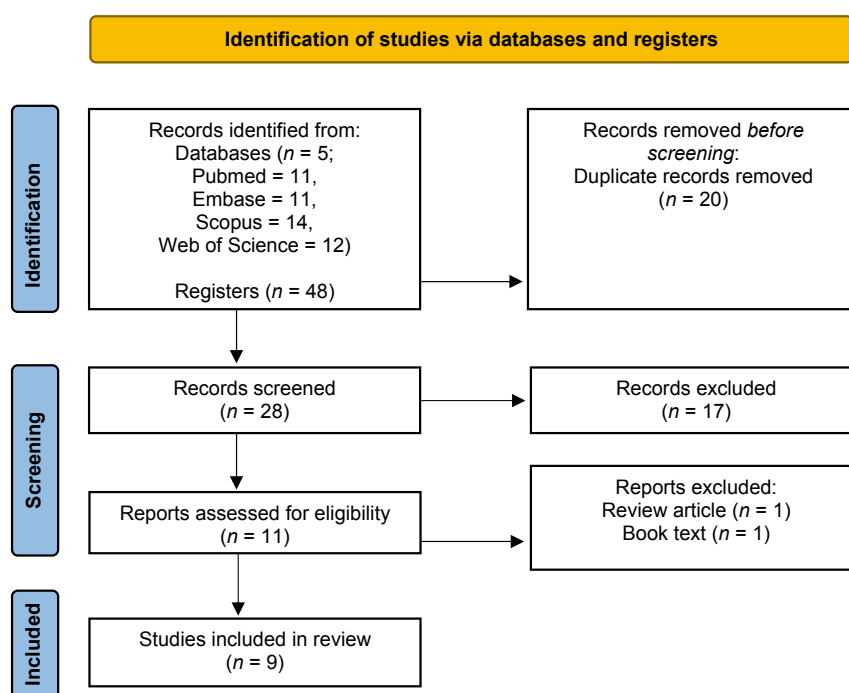 Identification of studies via databases and registers
Identification
Records identified from:
Databases (n = 5;
Pubmed = 11,
Embase = 11,
Scopus = 14,
Web of Science = 12)
Registers (n = 48)
Records removed before
screening:
Duplicate records removed
(n = 20)
Screening
Records screened
(n = 28)
Records excluded
(n = 17)
Reports assessed for eligibility
(n = 11)
Reports excluded:
Review article (n = 1)
Book text (n = 1)
Included
Studies included in review
(n = 9)